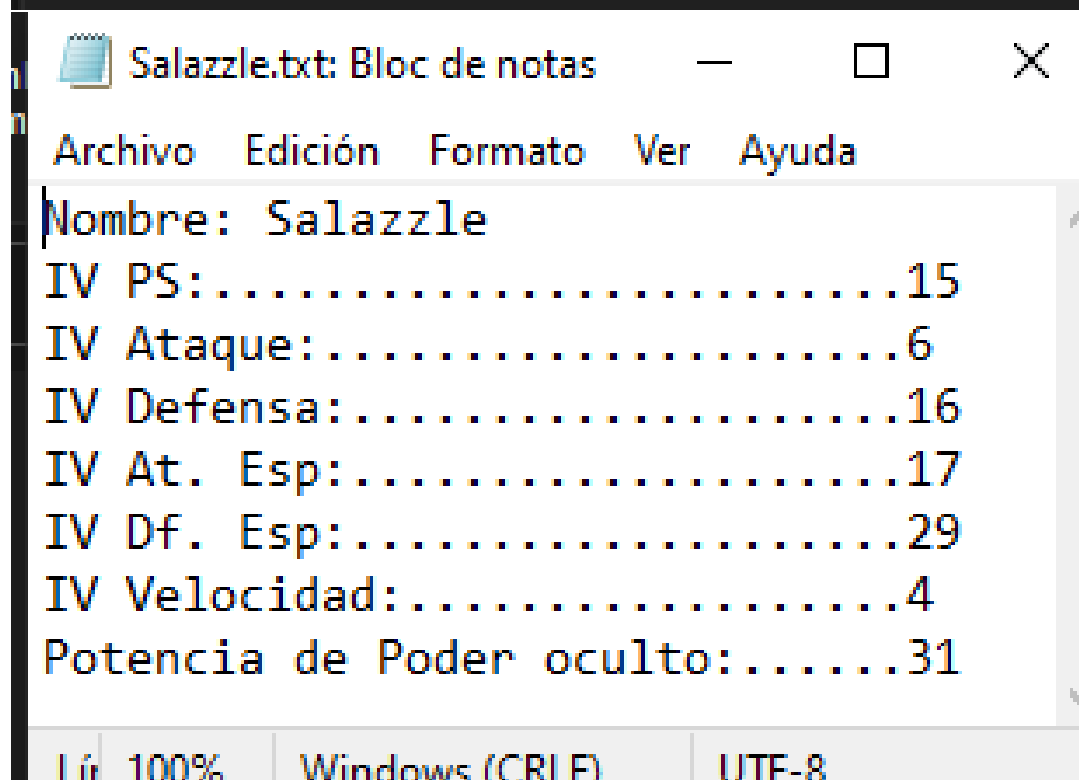 Salazzle.txt: Bloc de notas
Archivo Edición Formato Ver Ayuda
Nombre: Salazzle
IV PS:.........................15
IV Ataque:.....................6
IV Defensa:....................16
IV At. Esp:....................17
IV Df. Esp:....................29
IV Velocidad:..................4
Potencia de Poder oculto:......31
100% Windows (CRLF) UTF-8